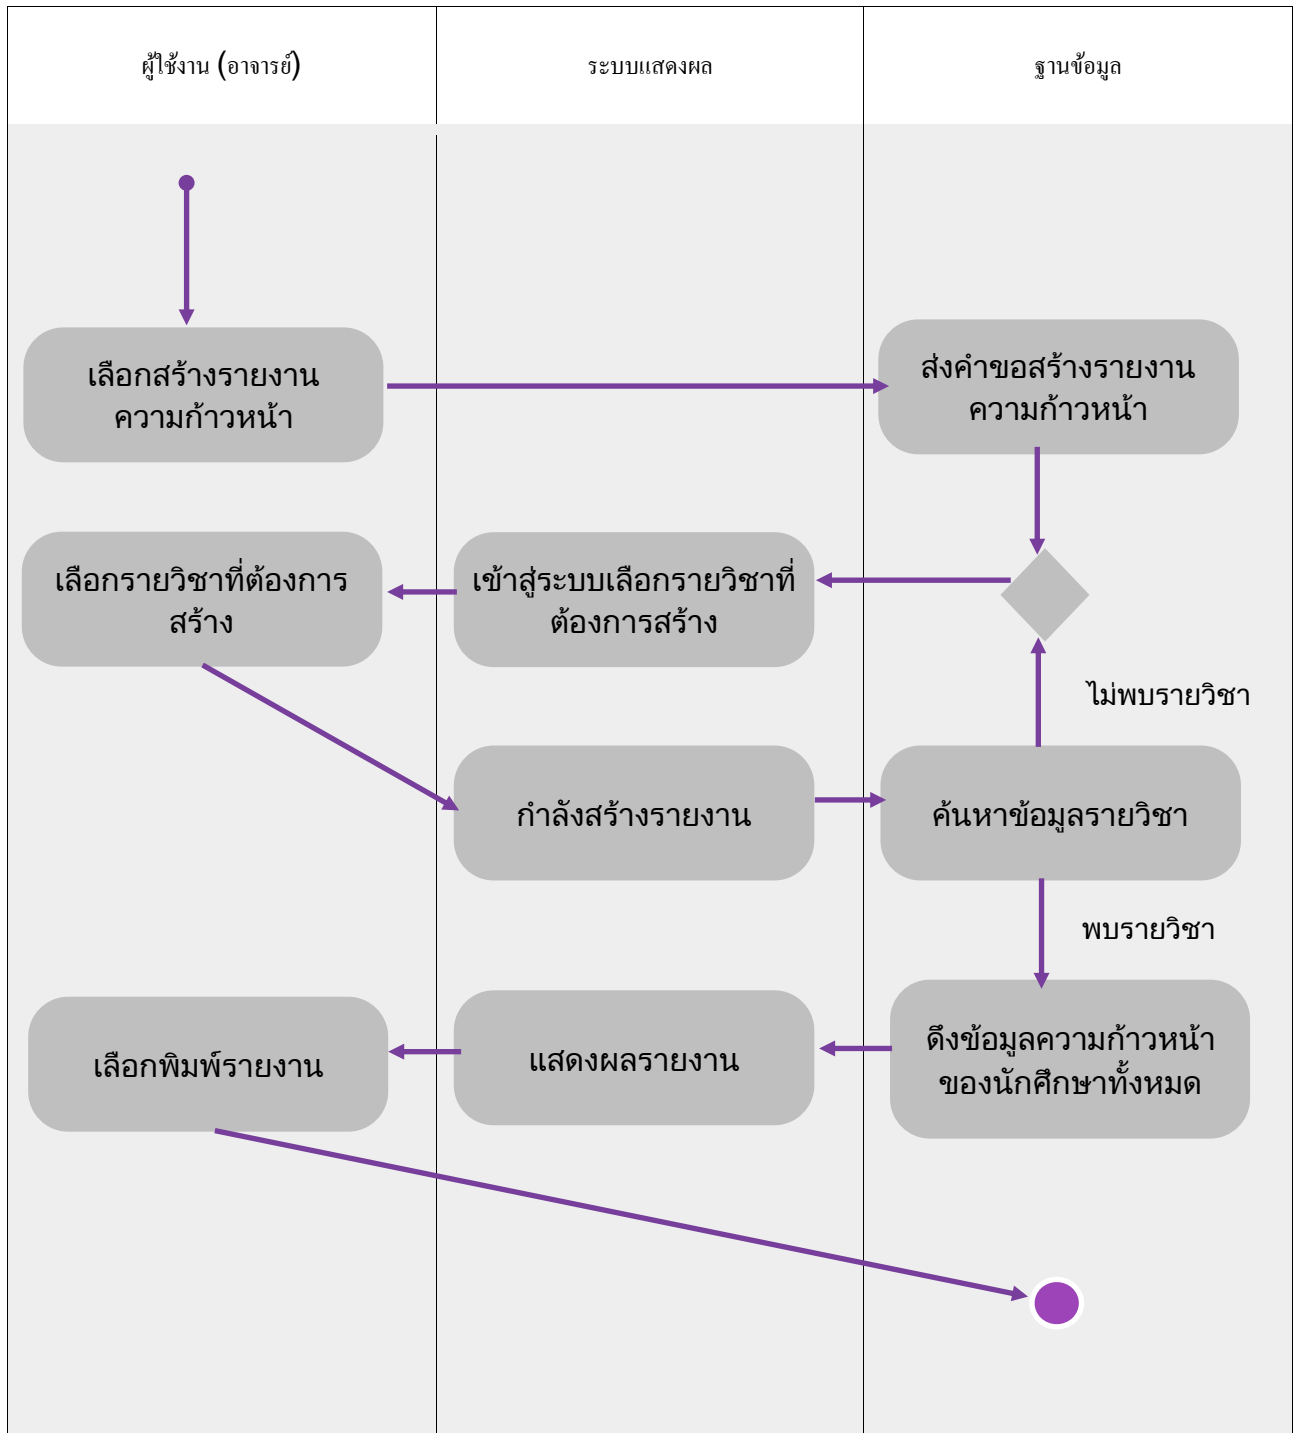 ผู้ใช้งาน (อาจารย์)
ระบบแสดงผล
ฐานข้อมูล
เลือกสร้างรายงาน
ความก้าวหน้า
ส่งคำขอสร้างรายงาน
ความก้าวหน้า
เลือกรายวิชาที่ต้องการ
สร้าง
เข้าสู่ระบบเลือกรายวิชาที่
ต้องการสร้าง
ไม่พบรายวิชา
กำลังสร้างรายงาน
ค้นหาข้อมูลรายวิชา
พบรายวิชา
เลือกพิมพ์รายงาน
แสดงผลรายงาน
ดึงข้อมูลความก้าวหน้า
ของนักศึกษาทั้งหมด